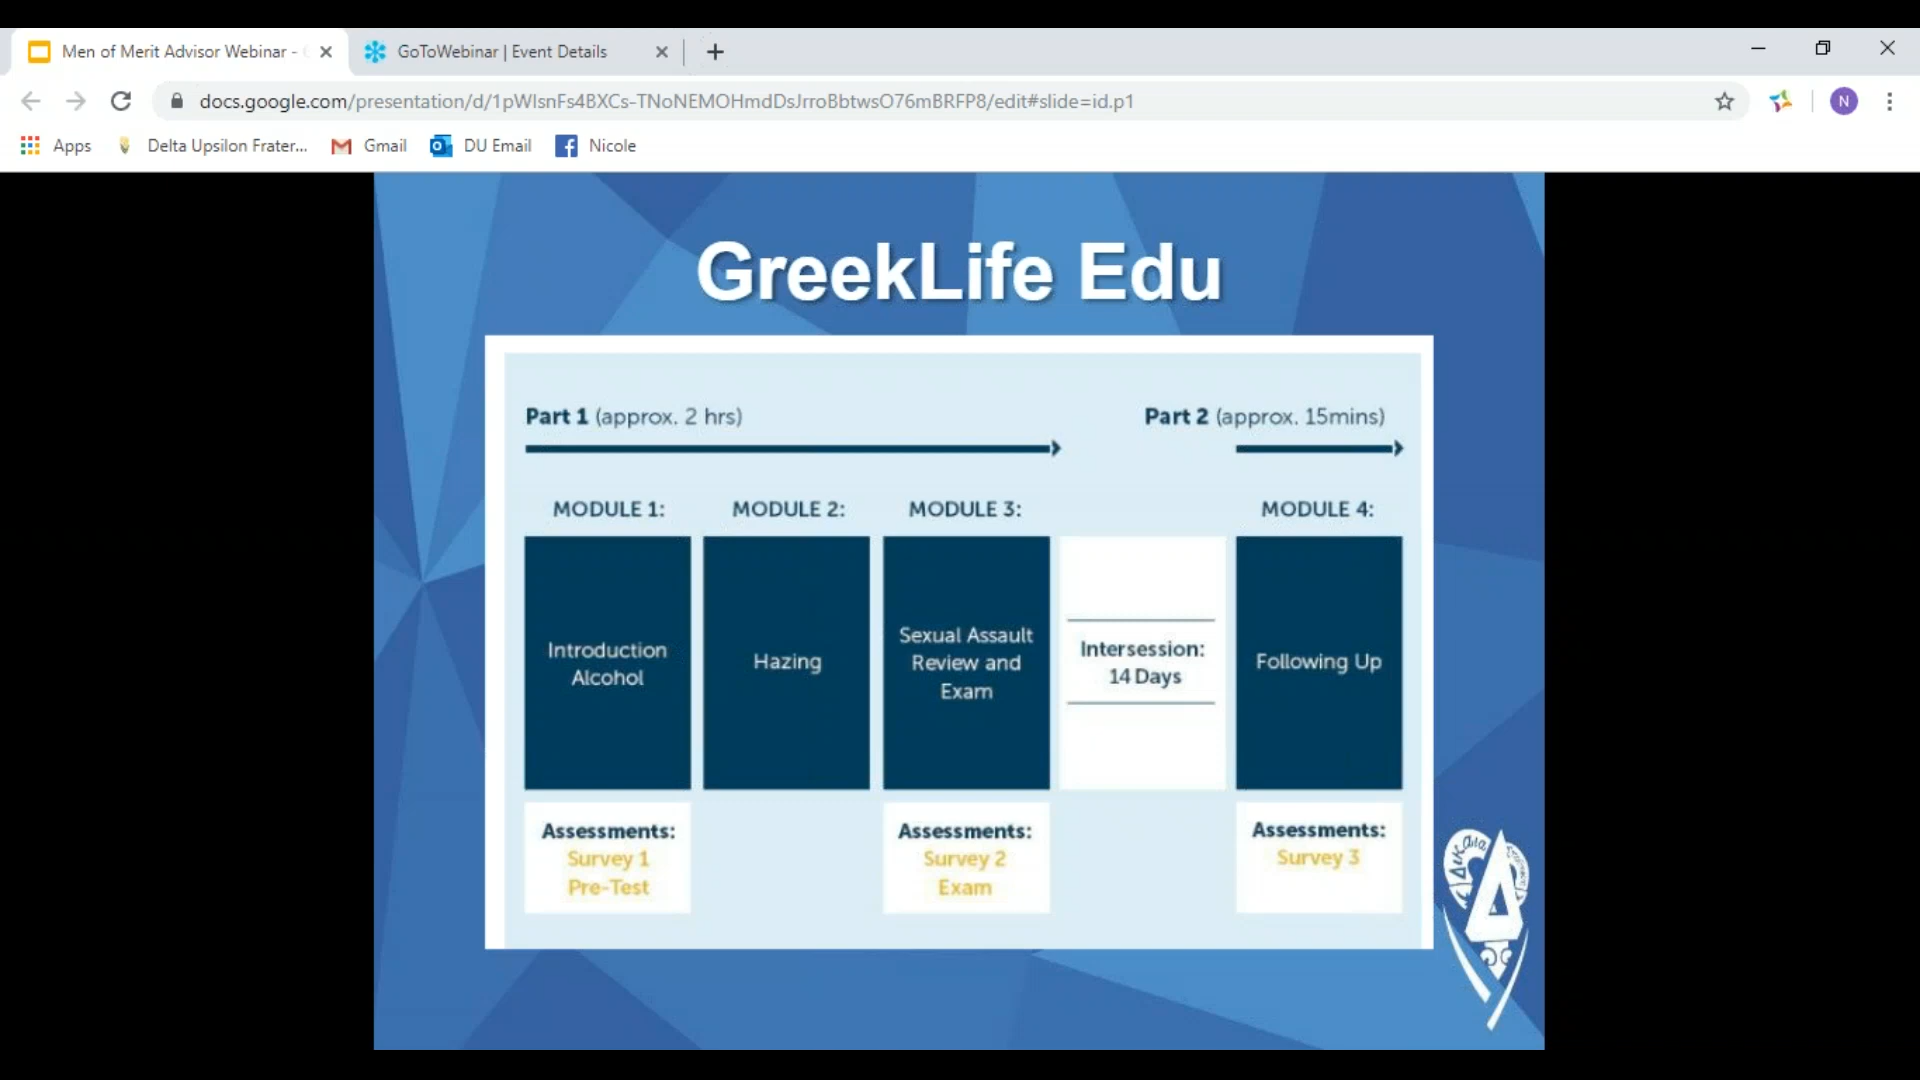 Men of Merit Advisor Webinar -
GoToWebinar | Event Details
docs.google.com/presentation/d/1pWIsnFs4BXCs-TNoNEMOHmdDsJrroBbtwsO76mBRFP8/edit#slide=id.p1
N
Apps
Delta Upsilon Frater...
Gmail
DU Email
Nicole
GreekLife Edu
Part 1 (approx. 2 hrs)
Part 2 (approx. 15mins)
MODULE 1:
MODULE 2:
MODULE 3:
MODULE 4:
Introduction
Alcohol
Hazing
Sexual Assault
Review and
Exam
Intersession:
14 Days
Following Up
Assessments:
Survey 1
Pre-Test
Assessments:
Survey 2
Exam
Assessments:
Survey 3